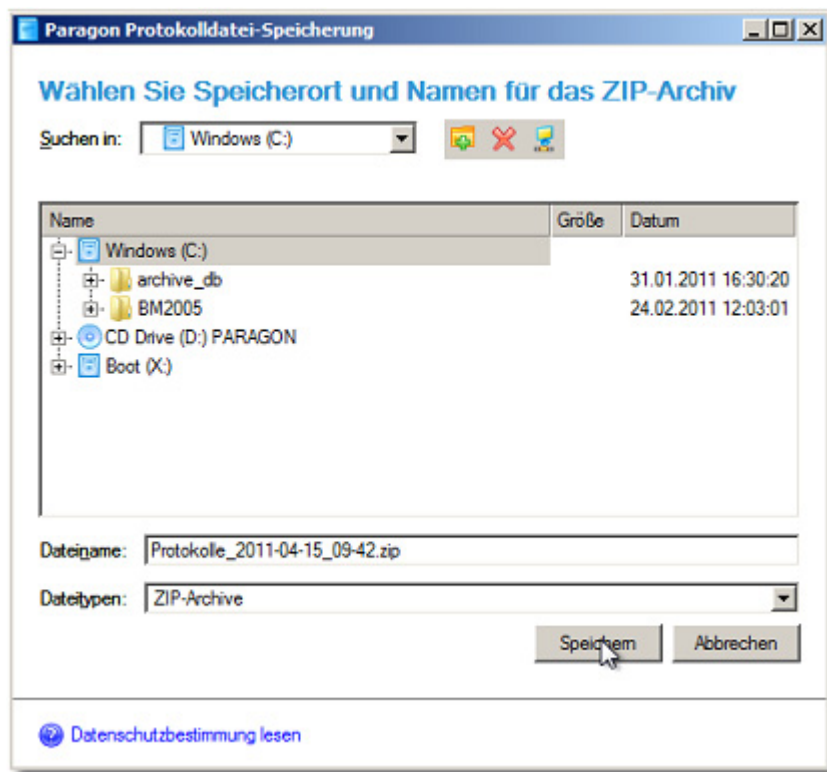 Paragon Protokolldatei-Speicherung
Wählen Sie Speicherort und Namen für das ZIP-Archiv
Suchen in: Windows (C:)
Name Größe Datum
Windows (C:)
archive_db 31.01.2011 16:30:20
BM2005 24.02.2011 12:03:01
CD Drive (D:) PARAGON
Boot (X:)
Dateiname: Protokolle_2011-04-15_09-42.zip
Dateitypen: ZIP-Archive
Speichern Abbrechen
Datenschutzbestimmung lesen